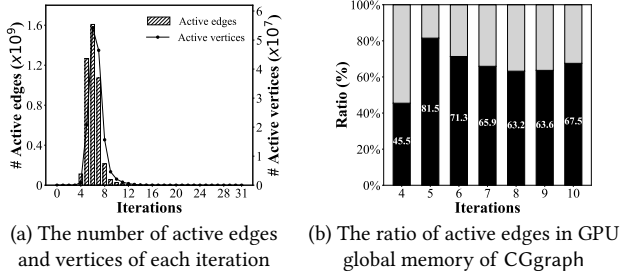 # Active edges (x10⁹)
1.6
1.2
0.8
0.4
0
Active edges
Active vertices
6
5
4
3
2
1
0
# Active vertices (x10⁷)
0 4 8 12 16 20 24 28 31
Iterations
(a) The number of active edges
and vertices of each iteration
Ratio (%)
100%
80%
60%
40%
20%
0%
45.5
81.5
71.3
65.9
63.2
63.6
67.5
4 5 6 7 8 9 10
Iterations
(b) The ratio of active edges in GPU
global memory of CGgraph